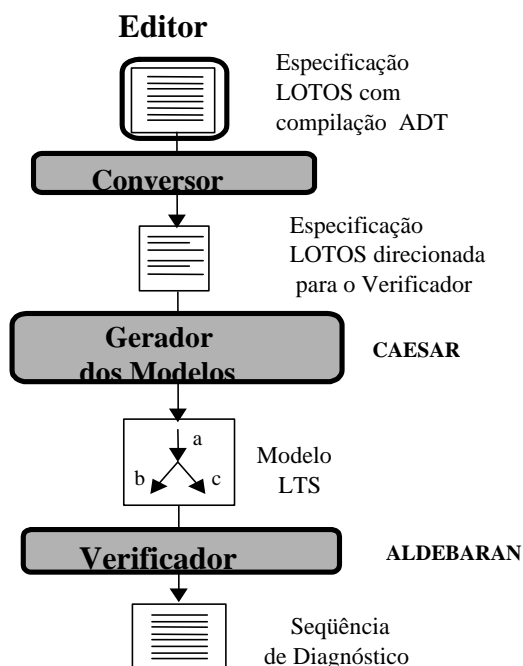 Editor
Especificação
LOTOS com
compilação ADT
Conversor
Especificação
LOTOS direcionada
para o Verificador
Gerador
dos Modelos
CAESAR
a
b
c
Modelo
LTS
Verificador
ALDEBARAN
Seqüência
de Diagnóstico